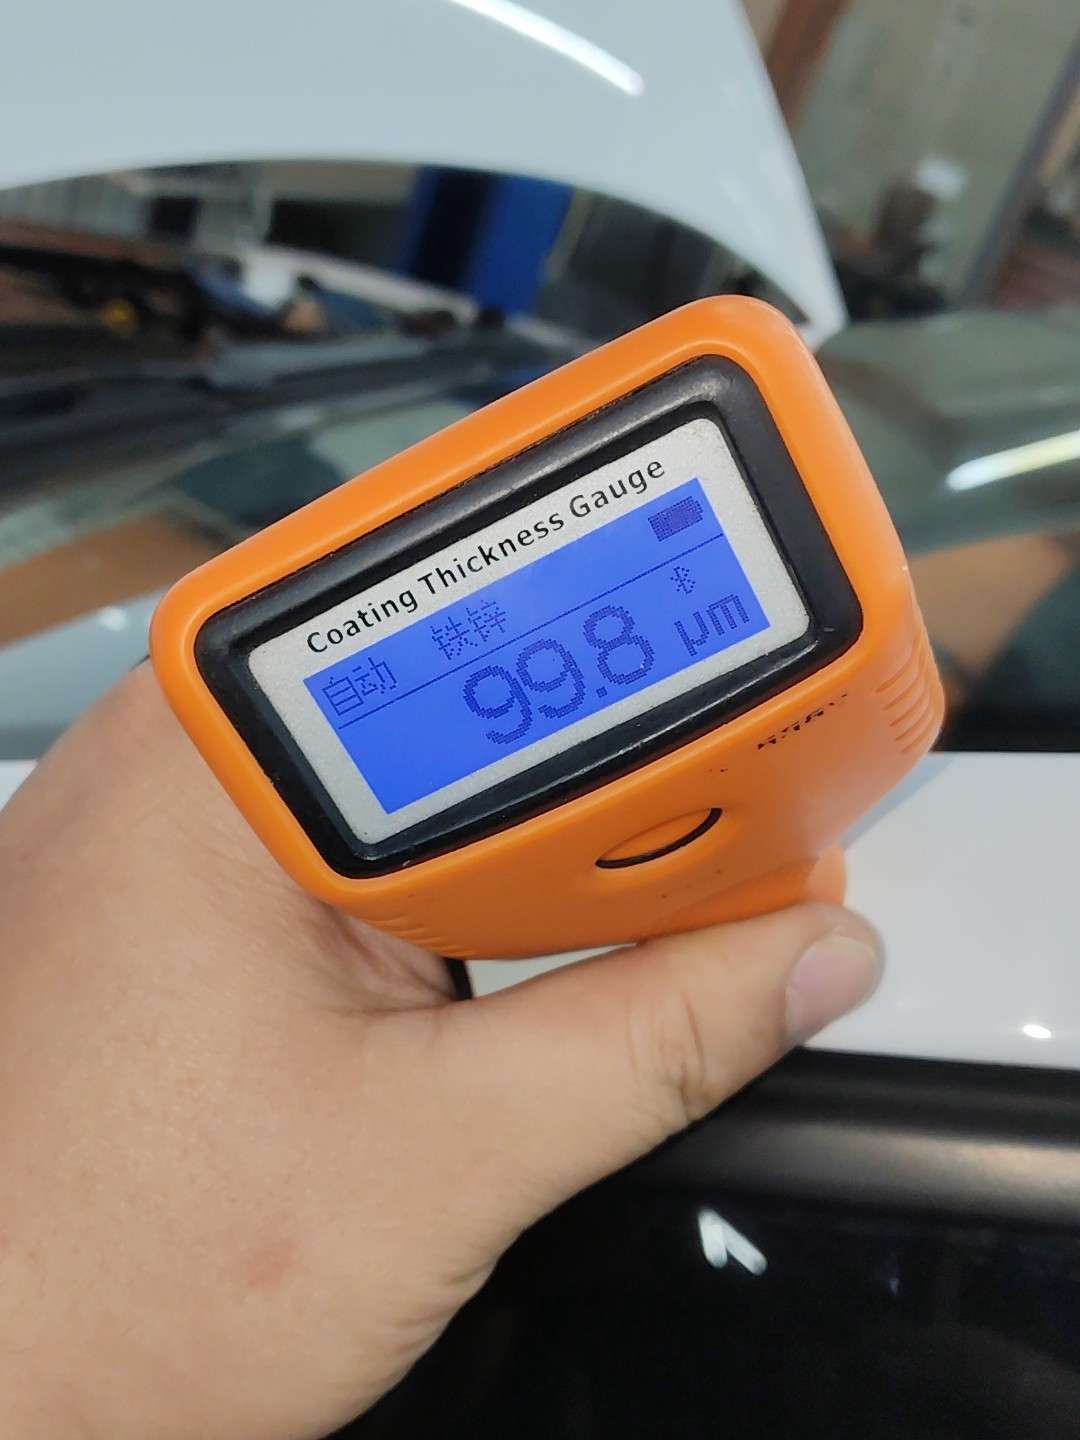 Coating Thickness Gauge
自动 铁锌
99.8 μm